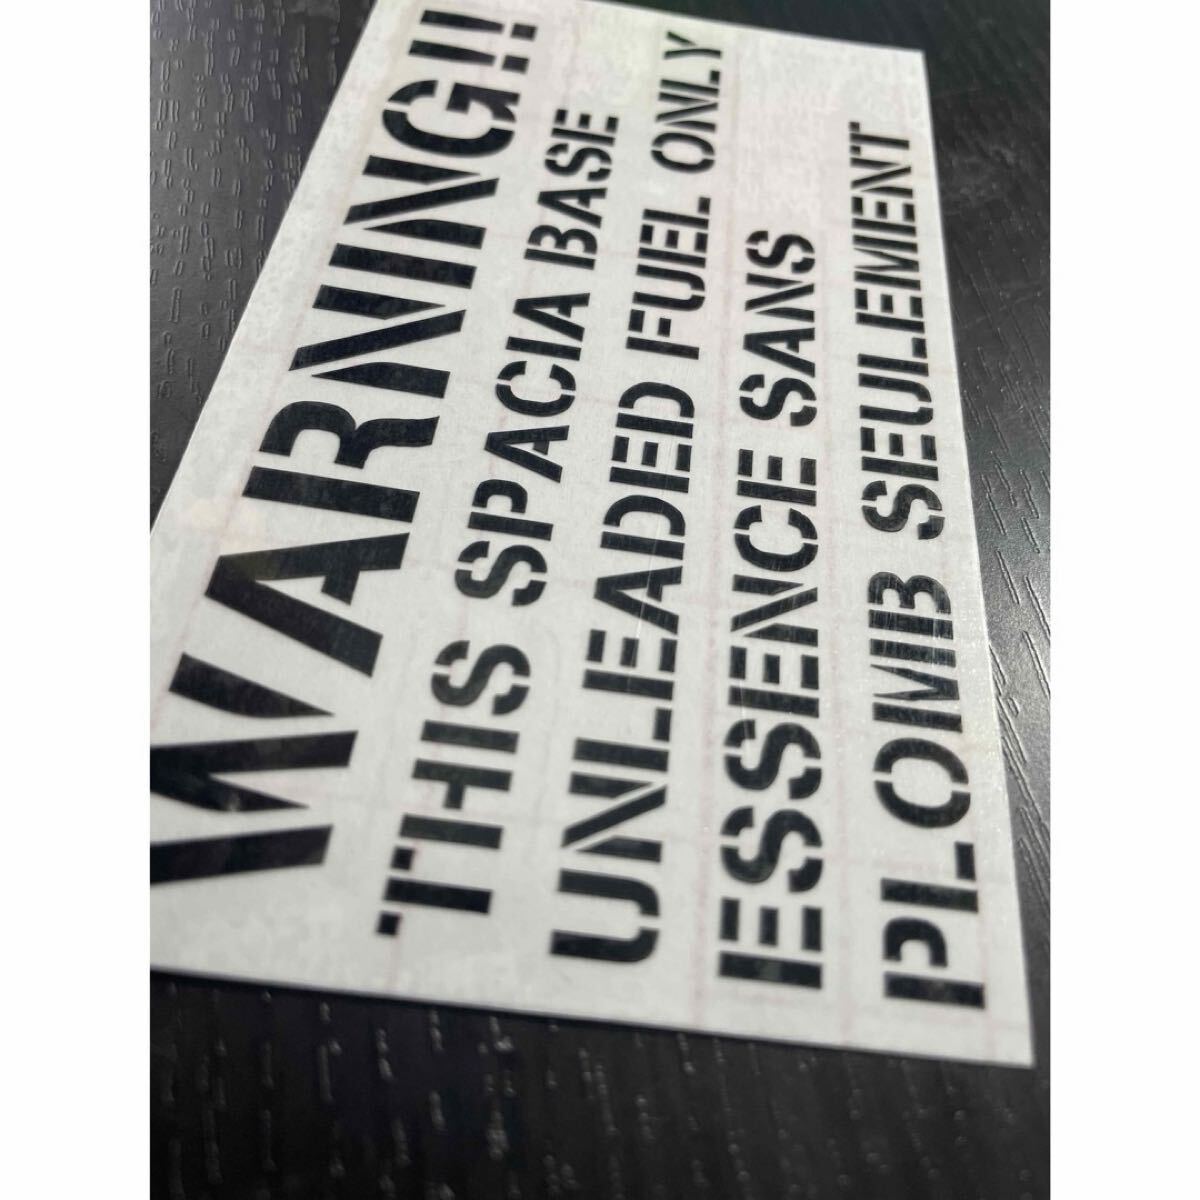 WARNING!!
THIS SPACIA BASE
UNLEADED FUEL ONLY
ESSENCE SANS
PLOMB SEULEMENT